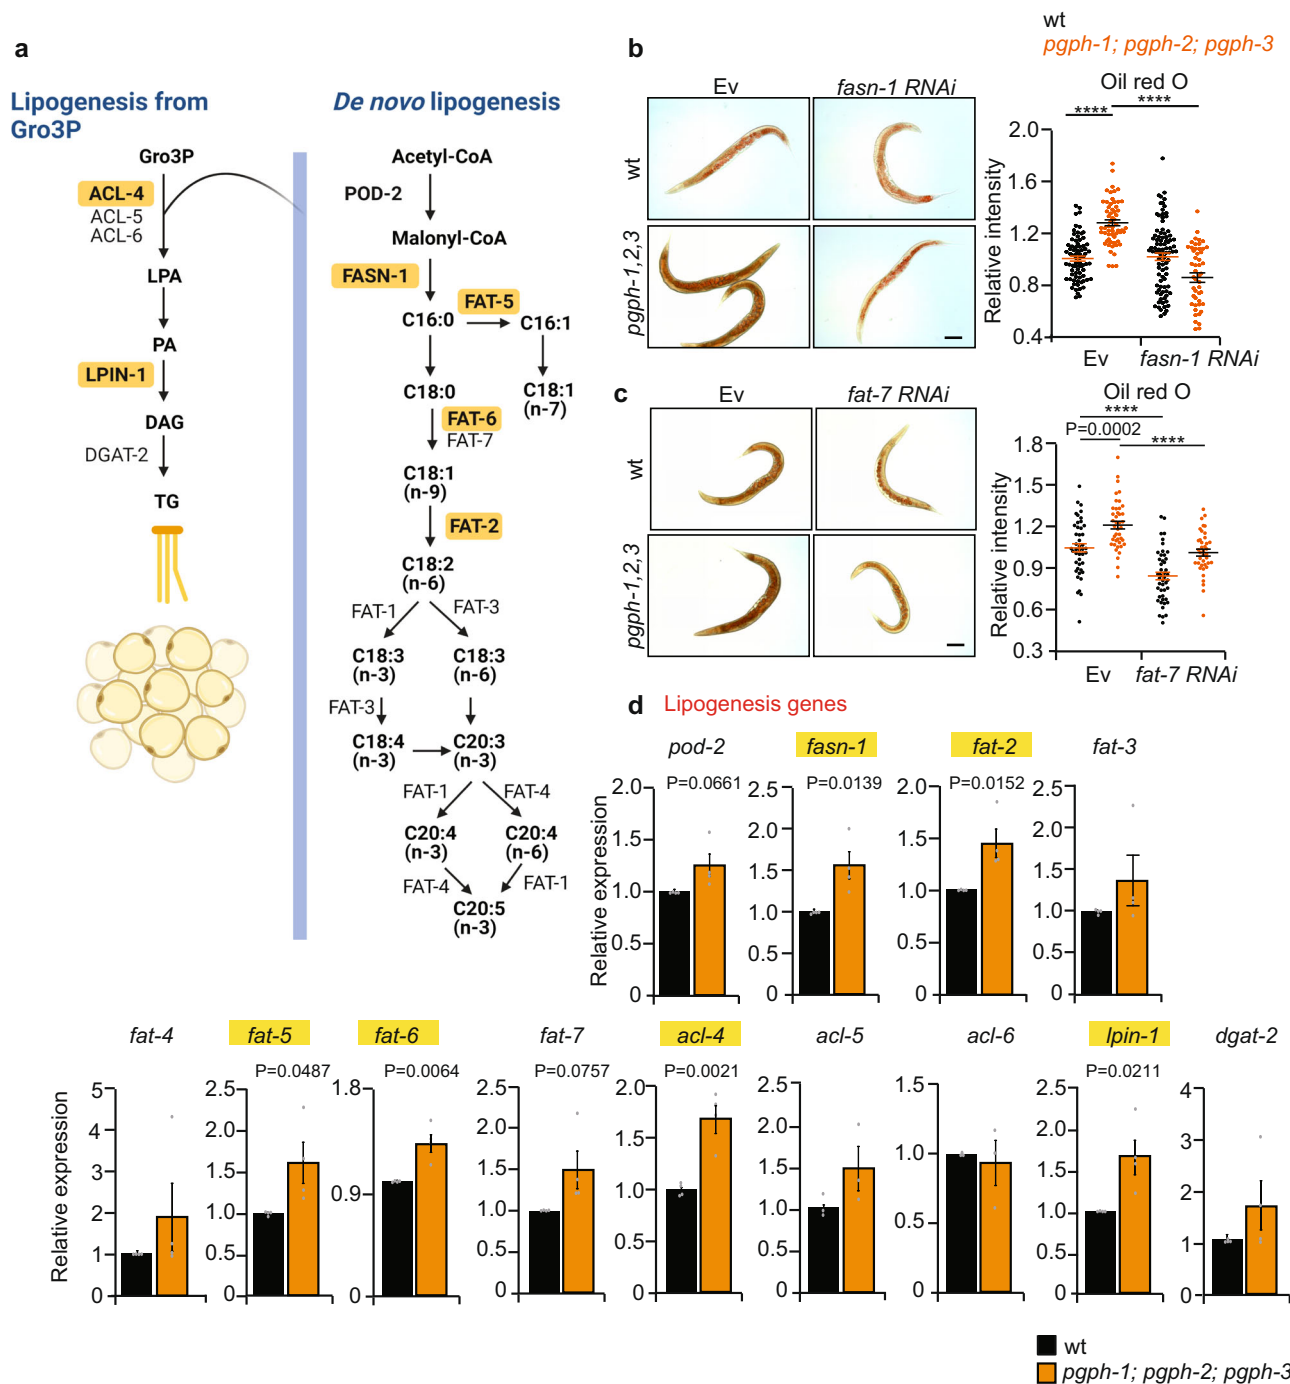 a
Lipogenesis from
Gro3P
Gro3P
ACL-4
ACL-5
ACL-6
LPA
PA
LPIN-1
DAG
DGAT-2
TG
De novo lipogenesis
Acetyl-CoA
POD-2
Malonyl-CoA
FASN-1
FAT-5
C16:0
C16:1
C18:0
C18:1
(n-7)
FAT-6
FAT-7
C18:1
(n-9)
FAT-2
C18:2
(n-6)
FAT-1
FAT-3
C18:3
(n-3)
C18:3
(n-6)
FAT-3
C18:4
(n-3)
C20:3
(n-3)
FAT-1
FAT-4
C20:4
(n-3)
C20:4
(n-6)
FAT-4
FAT-1
C20:5
(n-3)
wt
pgph-1; pgph-2; pgph-3
b
Ev
fasn-1 RNAi
wt
pgph-1,2,3
Oil red O
****
****
Relative intensity
2.0
1.6
1.2
0.8
0.4
Ev
fasn-1 RNAi
c
Ev
fat-7 RNAi
wt
pgph-1,2,3
Oil red O
****
P=0.0002
****
Relative intensity
1.8
1.5
1.2
0.9
0.6
0.3
Ev
fat-7 RNAi
d
Lipogenesis genes
Relative expression
pod-2
P=0.0661
2.0
1.5
1.0
0.5
0
fasn-1
P=0.0139
2.5
2.0
1.5
1.0
0.5
0
fat-2
P=0.0152
2.0
1.5
1.0
0.5
0
fat-3
2.5
2.0
1.5
1.0
0.5
0
Relative expression
fat-4
5
4
3
2
1
0
fat-5
P=0.0487
2.5
2.0
1.5
1.0
0.5
0
fat-6
P=0.0064
1.8
0.9
0
fat-7
P=0.0757
2.5
2.0
1.5
1.0
0.5
0
acl-4
P=0.0021
2.0
1.5
1.0
0.5
0
acl-5
2.5
2.0
1.5
1.0
0.5
0
acl-6
1.5
1.0
0.5
0
lpin-1
P=0.0211
2.5
2.0
1.5
1.0
0.5
0
dgat-2
4
3
2
1
0
wt
pgph-1; pgph-2; pgph-3